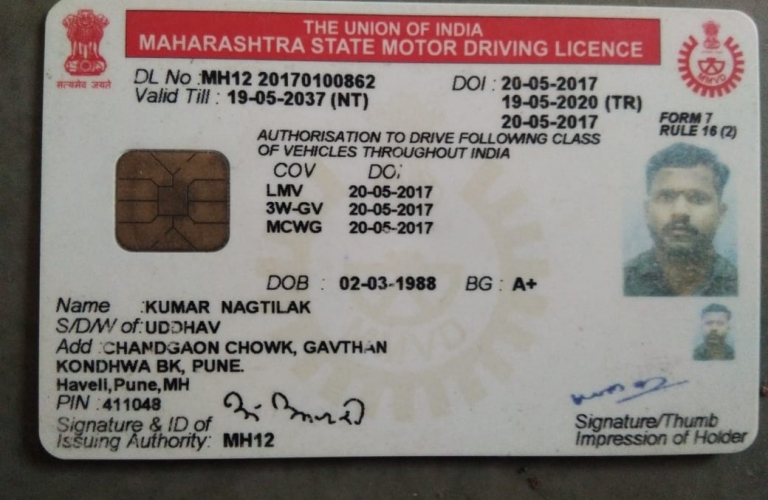 THE UNION OF INDIA
MAHARASHTRA STATE MOTOR DRIVING LICENCE
सत्यमेव जयते
DL No : MH12 20170100862 DOI : 20-05-2017
Valid Till : 19-05-2037 (NT) 19-05-2020 (TR)
20-05-2017
FORM 7
RULE 16 (2)
AUTHORISATION TO DRIVE FOLLOWING CLASS
OF VEHICLES THROUGHOUT INDIA
COV DOI
LMV 20-05-2017
3W-GV 20-05-2017
MCWG 20-05-2017
DOB : 02-03-1988 BG : A+
Name : KUMAR NAGTILAK
S/D/W of : UDDHAV
Add : CHANDGAON CHOWK, GAVTHAN
KONDHWA BK, PUNE.
Haveli,Pune,MH
PIN : 411048
Signature & ID of
Issuing Authority: MH12
Signature/Thumb
Impression of Holder